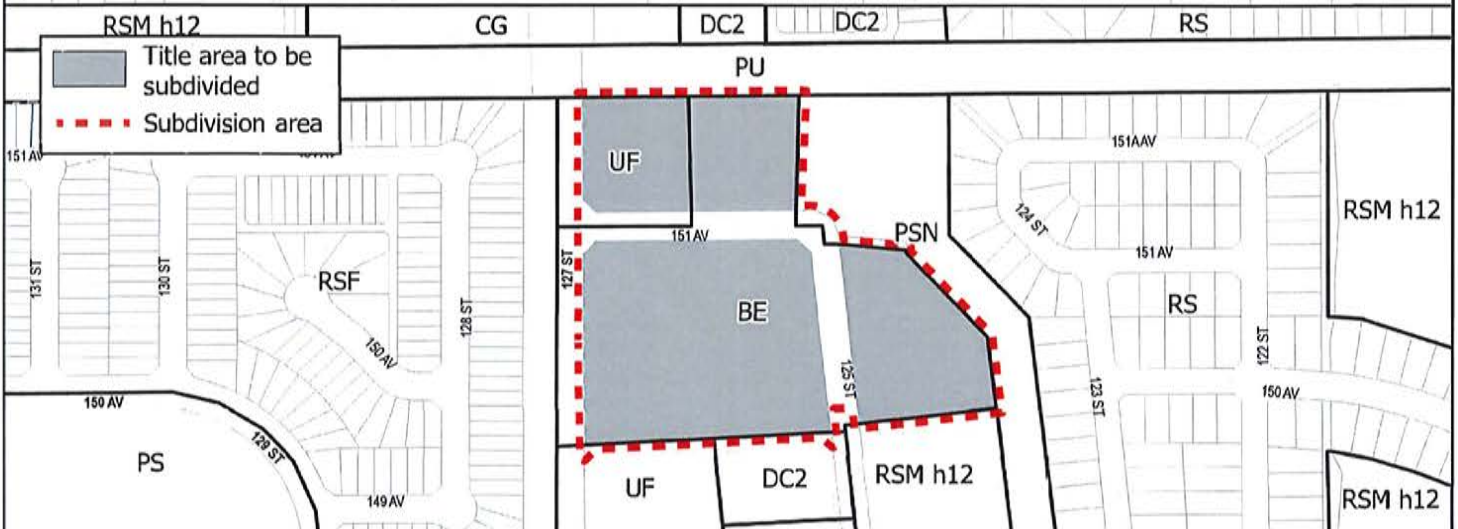 RSM h12
CG
DC2
DC2
RS
Title area to be
subdivided
Subdivision area
PU
151 AV
UF
151A AV
RSM h12
124 ST
PSN
151 AV
151 AV
131 ST
130 ST
RSF
128 ST
127 ST
BE
RS
122 ST
150 AV
125 ST
123 ST
150 AV
150 AV
129 ST
PS
UF
DC2
RSM h12
149 AV
RSM h12